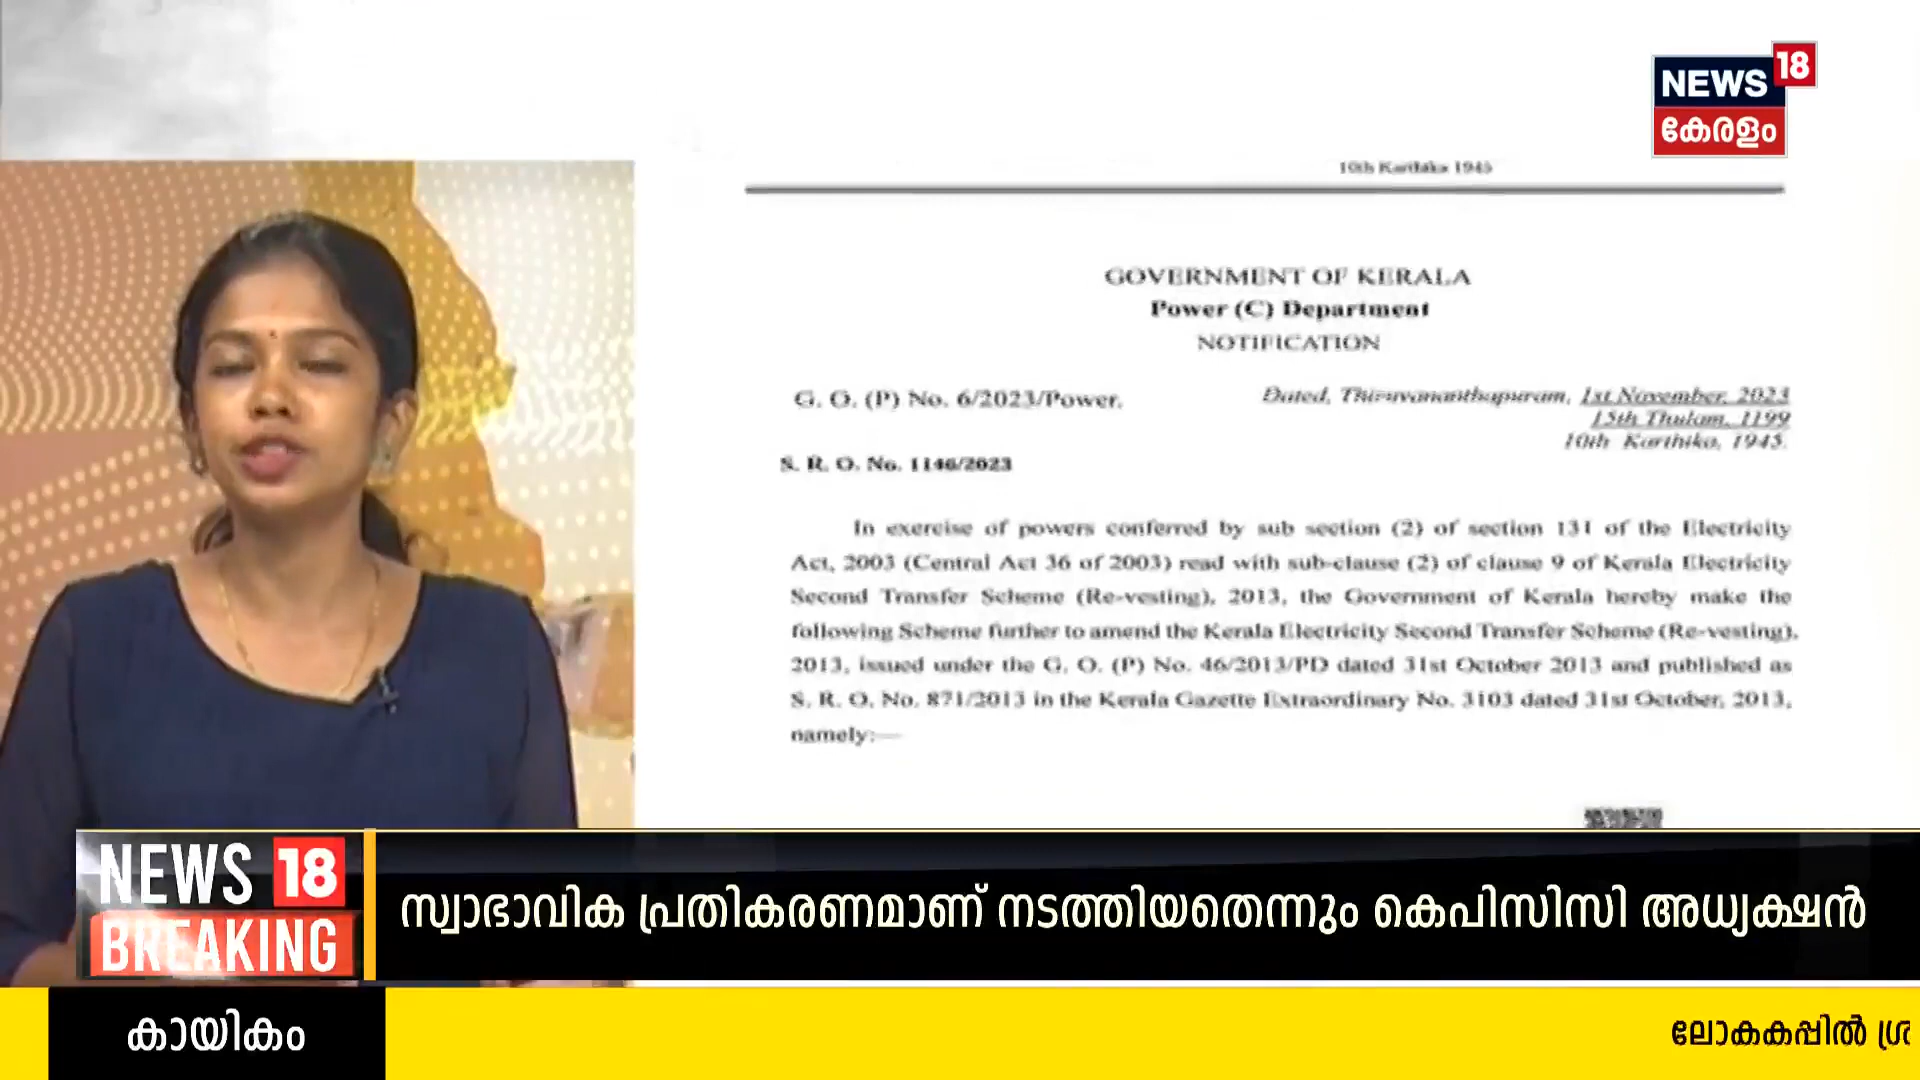 NEWS 18
കേരളം
10th Karthika 1945
GOVERNMENT OF KERALA
Power (C) Department
NOTIFICATION
G. O. (P) No. 6/2023/Power.
Dated, Thiruvananthapuram, 1st November, 2023
15th Thulam, 1199
10th Karthika, 1945.
S. R. O. No. 1146/2023
In exercise of powers conferred by sub section (2) of section 131 of the Electricity
Act, 2003 (Central Act 36 of 2003) read with sub-clause (2) of clause 9 of Kerala Electricity
Second Transfer Scheme (Re-vesting), 2013, the Government of Kerala hereby make the
following Scheme further to amend the Kerala Electricity Second Transfer Scheme (Re-vesting),
2013, issued under the G. O. (P) No. 46/2013/PD dated 31st October 2013 and published as
S. R. O. No. 871/2013 in the Kerala Gazette Extraordinary No. 3103 dated 31st October, 2013,
namely:—
NEWS 18
BREAKING
സ്വാഭാവിക പ്രതികരണമാണ് നടത്തിയതെന്നും കെപിസിസി അധ്യക്ഷൻ
കായികം
ലോകകപ്പിൽ ശ്ര